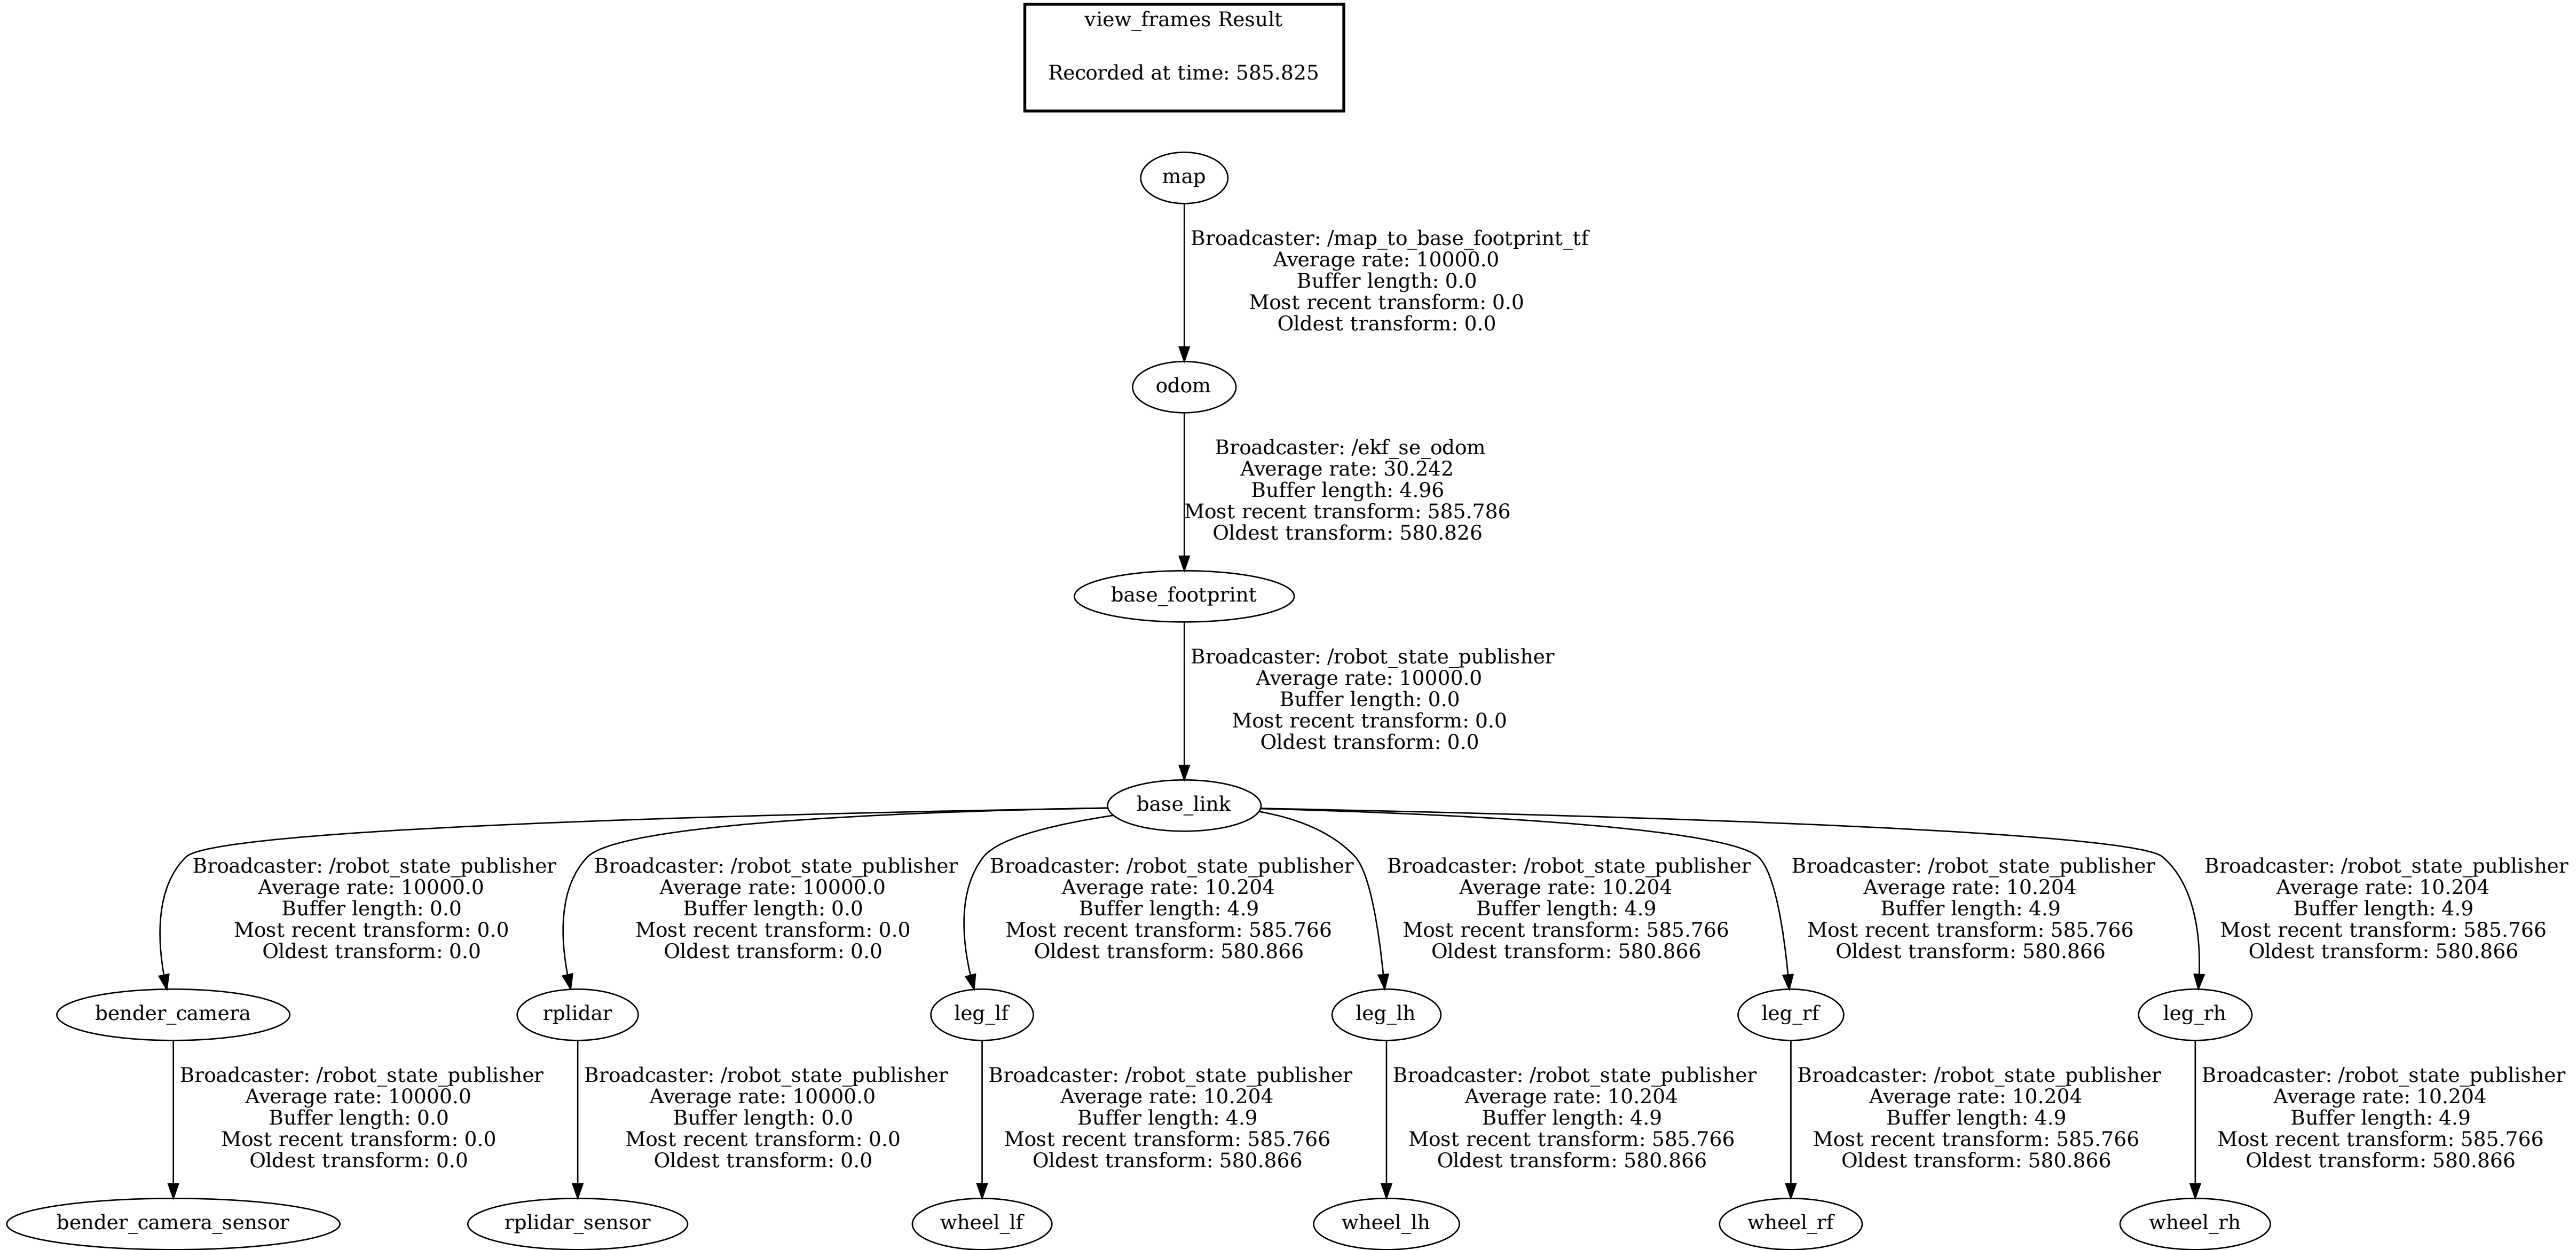 view_frames Result
Recorded at time: 585.825
map
Broadcaster: /map_to_base_footprint_tf
Average rate: 10000.0
Buffer length: 0.0
Most recent transform: 0.0
Oldest transform: 0.0
odom
Broadcaster: /ekf_se_odom
Average rate: 30.242
Buffer length: 4.96
Most recent transform: 585.786
Oldest transform: 580.826
base_footprint
Broadcaster: /robot_state_publisher
Average rate: 10000.0
Buffer length: 0.0
Most recent transform: 0.0
Oldest transform: 0.0
base_link
Broadcaster: /robot_state_publisher
Average rate: 10000.0
Buffer length: 0.0
Most recent transform: 0.0
Oldest transform: 0.0
Broadcaster: /robot_state_publisher
Average rate: 10000.0
Buffer length: 0.0
Most recent transform: 0.0
Oldest transform: 0.0
Broadcaster: /robot_state_publisher
Average rate: 10.204
Buffer length: 4.9
Most recent transform: 585.766
Oldest transform: 580.866
Broadcaster: /robot_state_publisher
Average rate: 10.204
Buffer length: 4.9
Most recent transform: 585.766
Oldest transform: 580.866
Broadcaster: /robot_state_publisher
Average rate: 10.204
Buffer length: 4.9
Most recent transform: 585.766
Oldest transform: 580.866
Broadcaster: /robot_state_publisher
Average rate: 10.204
Buffer length: 4.9
Most recent transform: 585.766
Oldest transform: 580.866
bender_camera
rplidar
leg_lf
leg_lh
leg_rf
leg_rh
Broadcaster: /robot_state_publisher
Average rate: 10000.0
Buffer length: 0.0
Most recent transform: 0.0
Oldest transform: 0.0
Broadcaster: /robot_state_publisher
Average rate: 10000.0
Buffer length: 0.0
Most recent transform: 0.0
Oldest transform: 0.0
Broadcaster: /robot_state_publisher
Average rate: 10.204
Buffer length: 4.9
Most recent transform: 585.766
Oldest transform: 580.866
Broadcaster: /robot_state_publisher
Average rate: 10.204
Buffer length: 4.9
Most recent transform: 585.766
Oldest transform: 580.866
Broadcaster: /robot_state_publisher
Average rate: 10.204
Buffer length: 4.9
Most recent transform: 585.766
Oldest transform: 580.866
Broadcaster: /robot_state_publisher
Average rate: 10.204
Buffer length: 4.9
Most recent transform: 585.766
Oldest transform: 580.866
bender_camera_sensor
rplidar_sensor
wheel_lf
wheel_lh
wheel_rf
wheel_rh